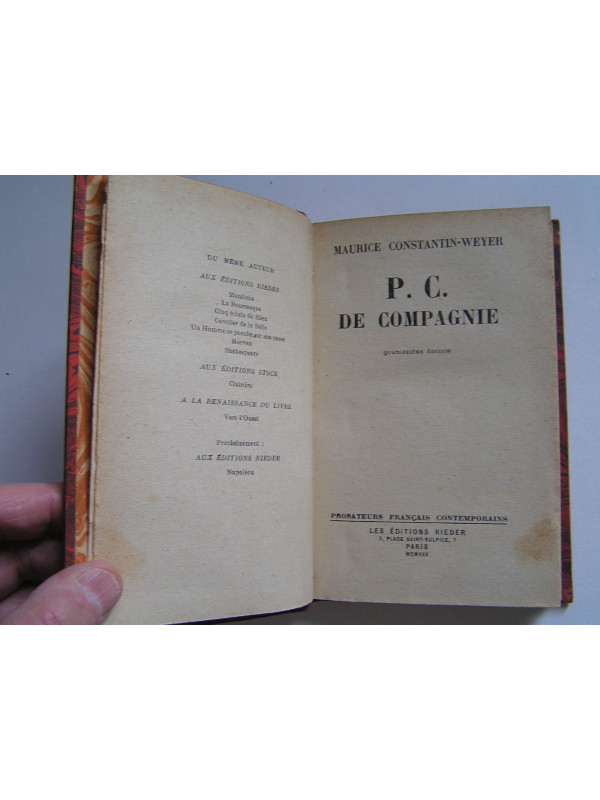 DU MÊME AUTEUR
AUX ÉDITIONS RIEDER
Manitoba
La Bourrasque
Cinq éclats de Silex
Cavelier de la Salle
Un Homme se penche sur son passé
Morvan
Shakespeare
AUX ÉDITIONS STOCK
Clairière
A LA RENAISSANCE DU LIVRE
Vers l'Ouest
Prochainement :
AUX ÉDITIONS RIEDER
Napoléon
MAURICE CONSTANTIN-WEYER
P. C.
DE COMPAGNIE
QUATORZIÈME ÉDITION
PROSATEURS FRANÇAIS CONTEMPORAINS
LES ÉDITIONS RIEDER
7, PLACE SAINT-SULPICE, 7
PARIS
MCMXXX